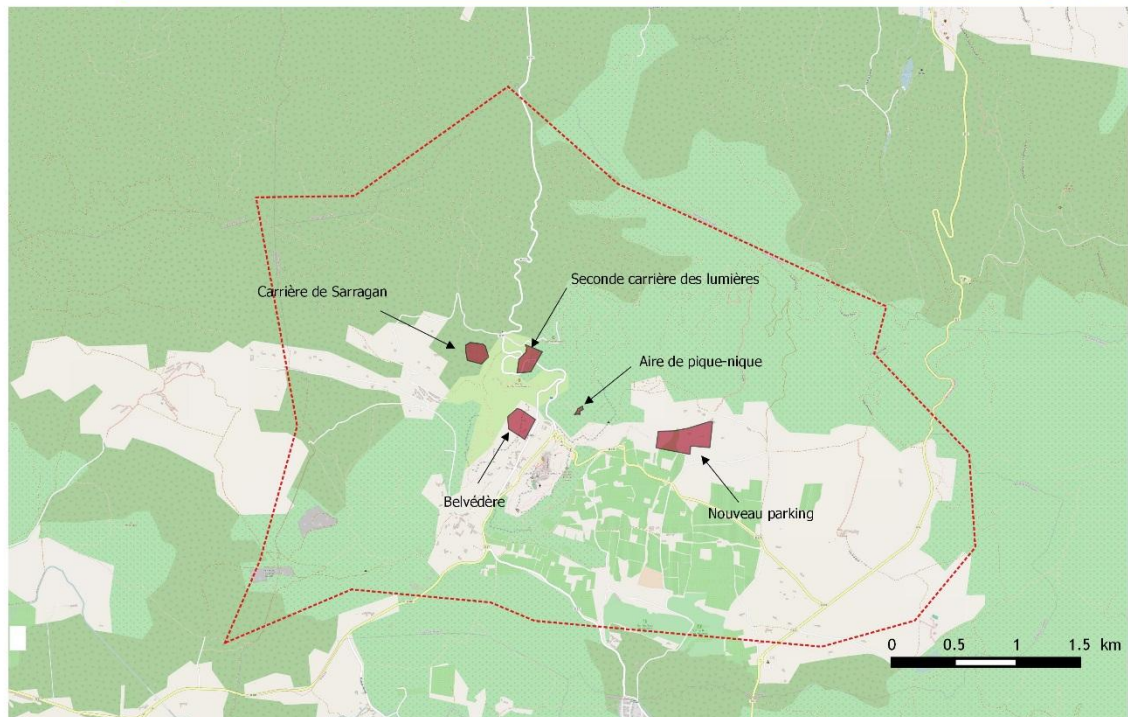 Seconde carrière des lumières
Carrière de Sarragan
Aire de pique-nique
Belvédère
Nouveau parking
0 0.5 1 1.5 km